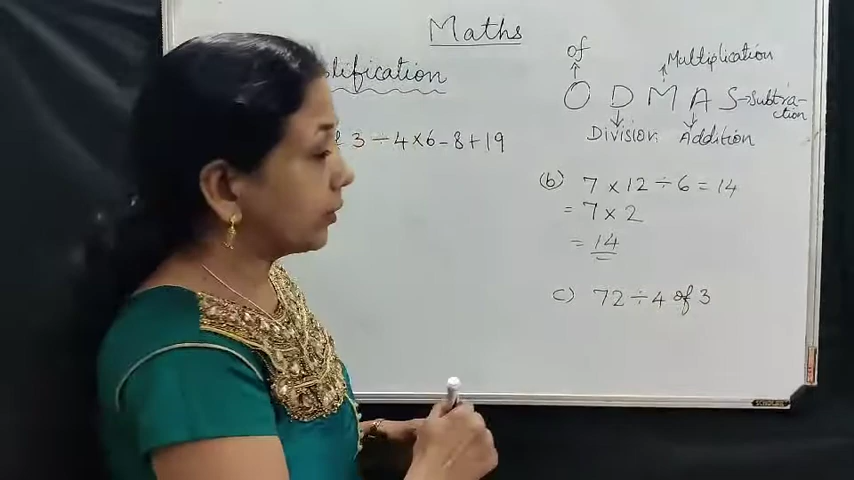 Maths
of
Multiplication
ODMAS → Subtraction
Division Addition
3 ÷ 4 × 6 - 8 + 19
(b) 7 × 12 ÷ 6 = 14
= 7 × 2
= 14
c) 72 ÷ 4 of 3